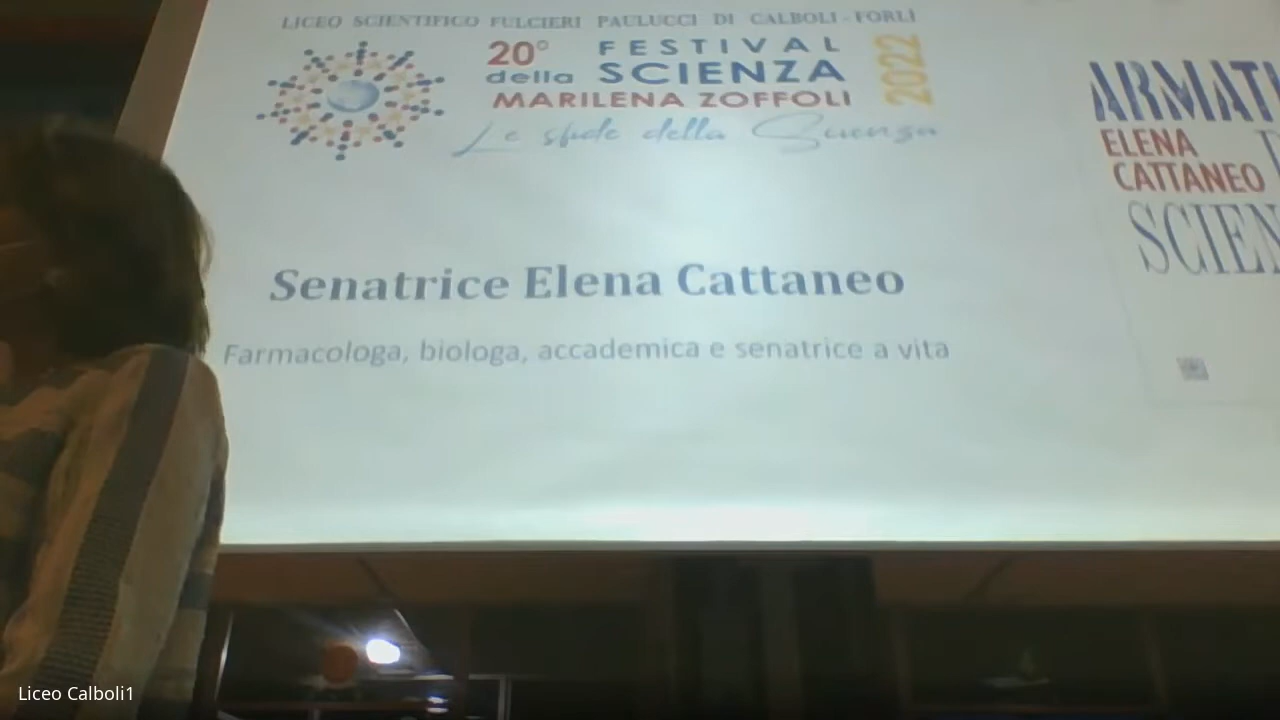 LICEO SCIENTIFICO FULCIERI PAULUCCI DI CALBOLI - FORLÌ
20° FESTIVAL
della SCIENZA
MARILENA ZOFFOLI
2022
Le sfide della Scienza
Senatrice Elena Cattaneo
Farmacologa, biologa, accademica e senatrice a vita
ARMATI
ELENA
CATTANEO
SCIEN
Liceo Calboli1